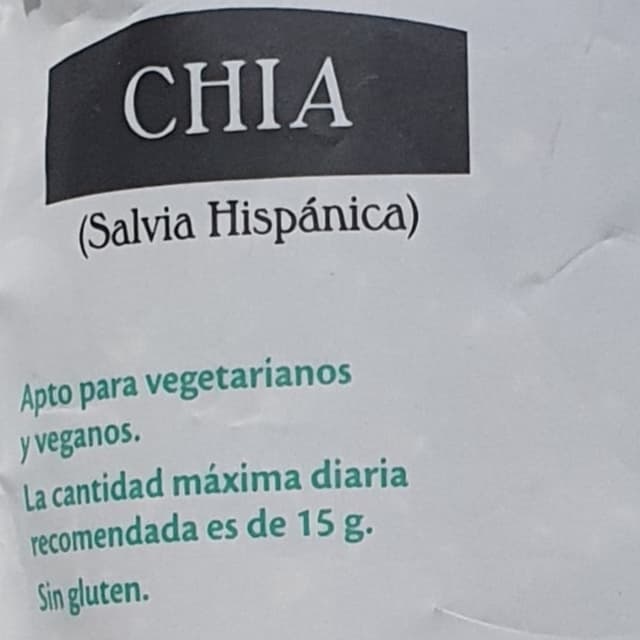 CHIA
(Salvia Hispánica)
Apto para vegetarianos
y veganos.
La cantidad máxima diaria
recomendada es de 15 g.
Sin gluten.